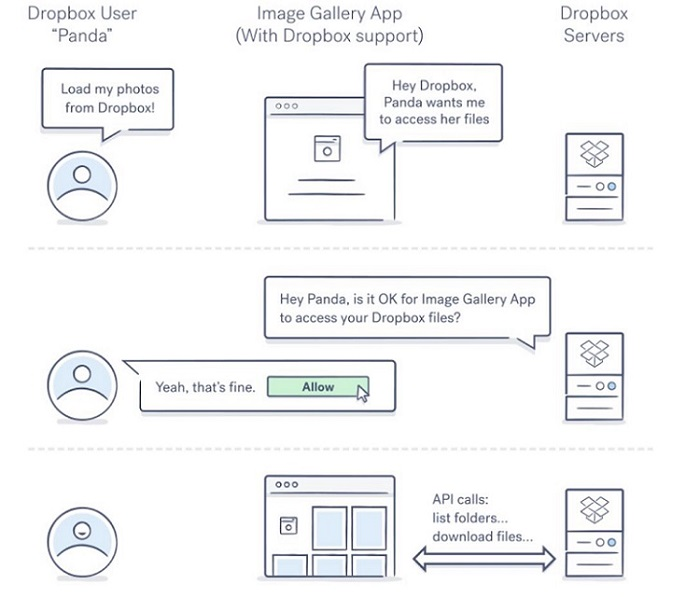 Dropbox User
“Panda”
Image Gallery App
(With Dropbox support)
Dropbox
Servers
Load my photos
from Dropbox!
Hey Dropbox,
Panda wants me
to access her files
Hey Panda, is it OK for Image Gallery App
to access your Dropbox files?
Yeah, that's fine.
Allow
API calls:
list folders...
download files...